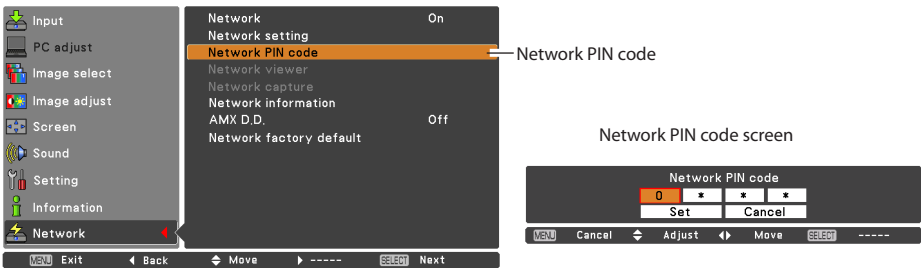 Input
PC adjust
Image select
Image adjust
Screen
Sound
Setting
Information
Network
Network On
Network setting
Network PIN code
Network viewer
Network capture
Network information
AMX D.D. Off
Network factory default
MENU Exit Back Move ----- SELECT Next
Network PIN code
Network PIN code screen
Network PIN code
0 * * *
Set Cancel
MENU Cancel Adjust Move SELECT -----